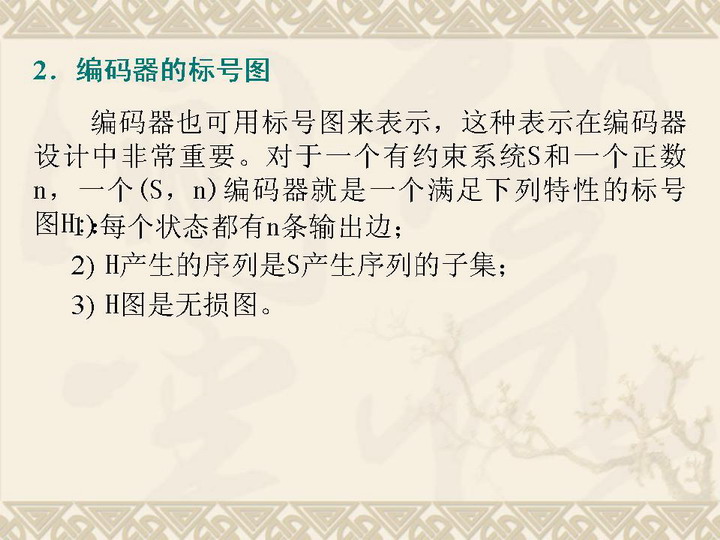 2．编码器的标号图
编码器也可用标号图来表示，这种表示在编码器
设计中非常重要。对于一个有约束系统S和一个正数
n，一个(S，n)编码器就是一个满足下列特性的标号
图H：
1) 每个状态都有n条输出边；
2) H产生的序列是S产生序列的子集；
3) H图是无损图。